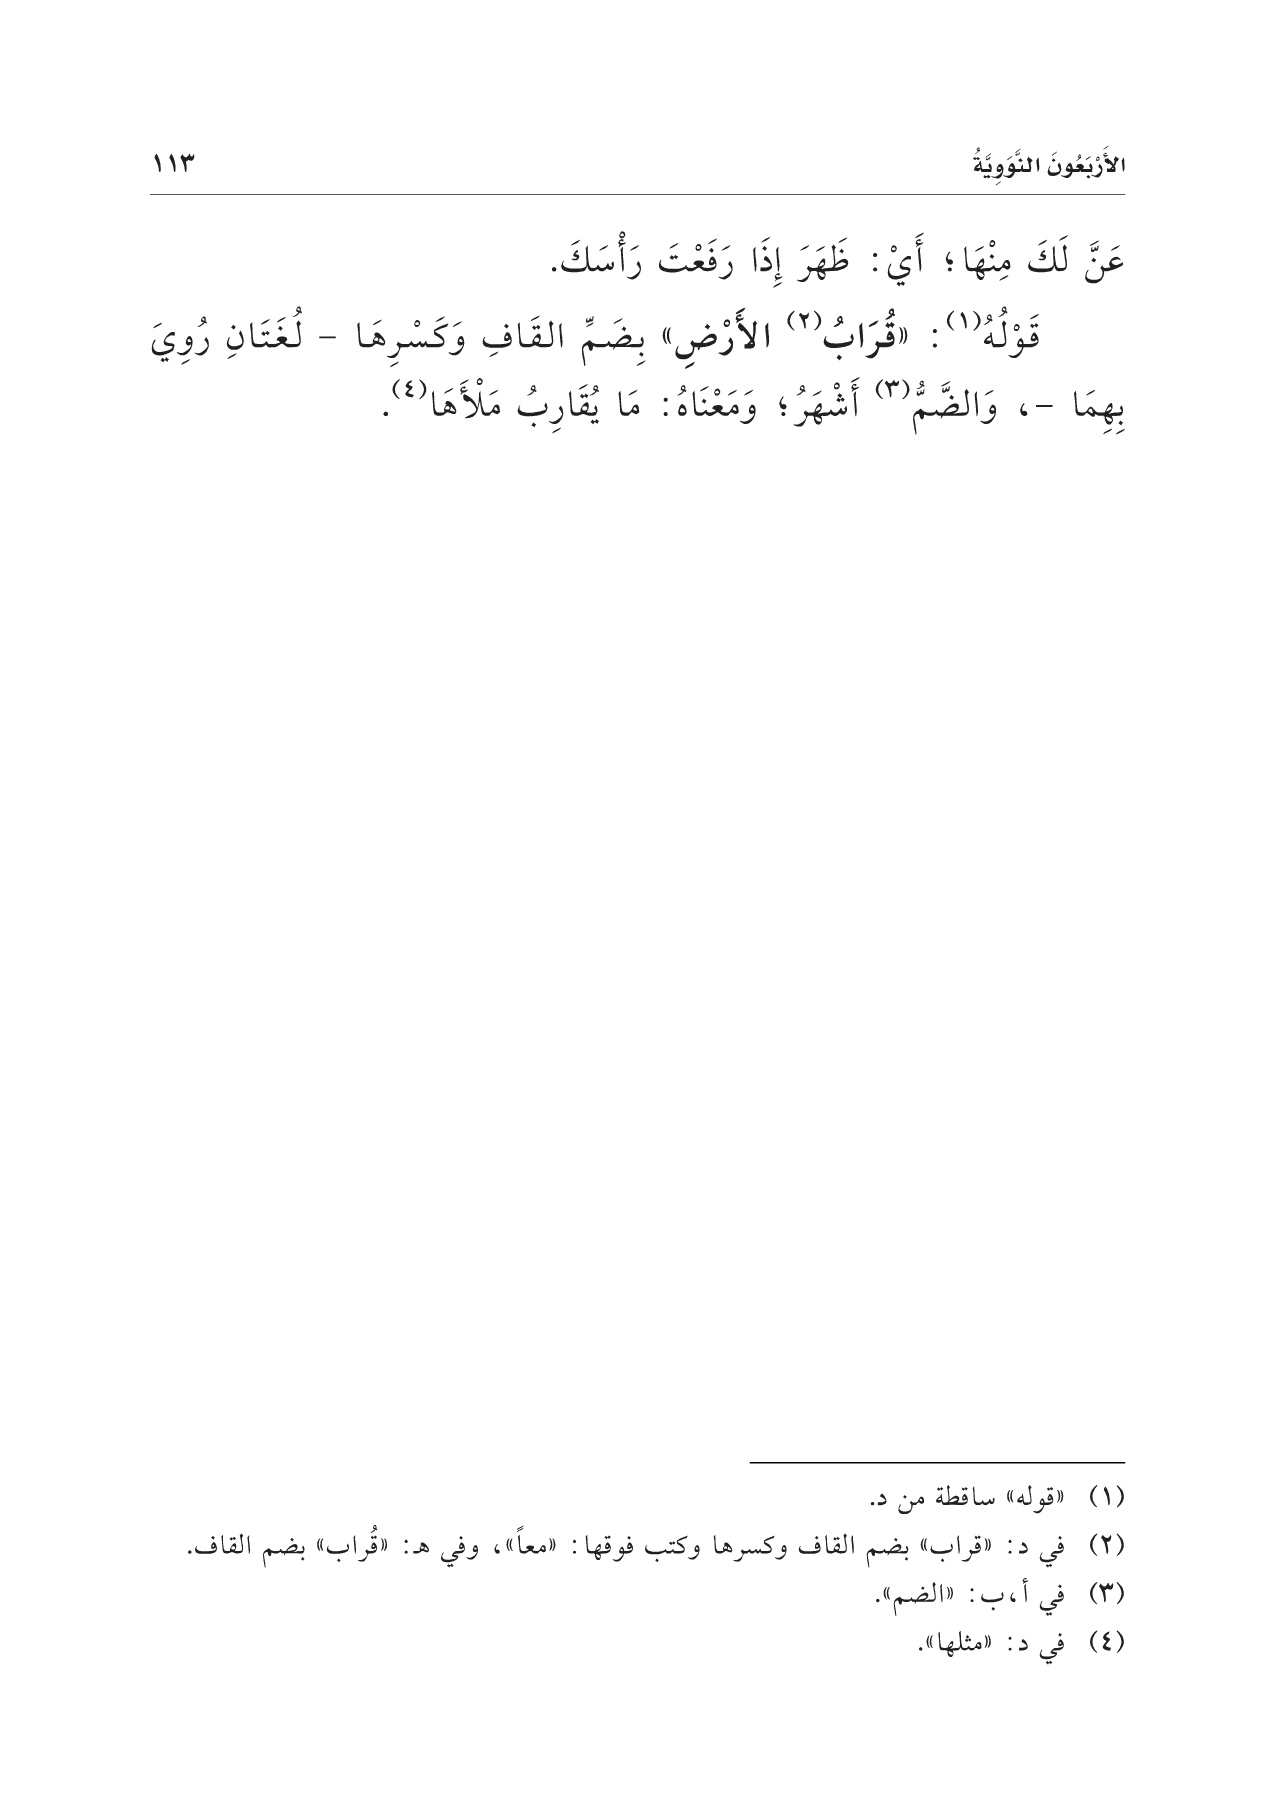 الأَرْبَعُونَ النَّوَوِيَّةُ ١١٣
عَنَّ لَكَ مِنْهَا؛ أَيْ: ظَهَرَ إِذَا رَفَعْتَ رَأْسَكَ.
قَوْلُهُ(١): «قُرَابُ(٢) الأَرْضِ» بِضَمِّ القَافِ وَكَسْرِهَا – لُغَتَانِ رُوِيَ
بِهِمَا –، وَالضَّمُّ(٣) أَشْهَرُ؛ وَمَعْنَاهُ: مَا يُقَارِبُ مَلْأَهَا(٤).
(١) «قوله» ساقطة من د.
(٢) في د: «قراب» بضم القاف وكسرها وكتب فوقها: «معاً»، وفي هـ: «قُراب» بضم القاف.
(٣) في أ،ب: «الضم».
(٤) في د: «مثلها».